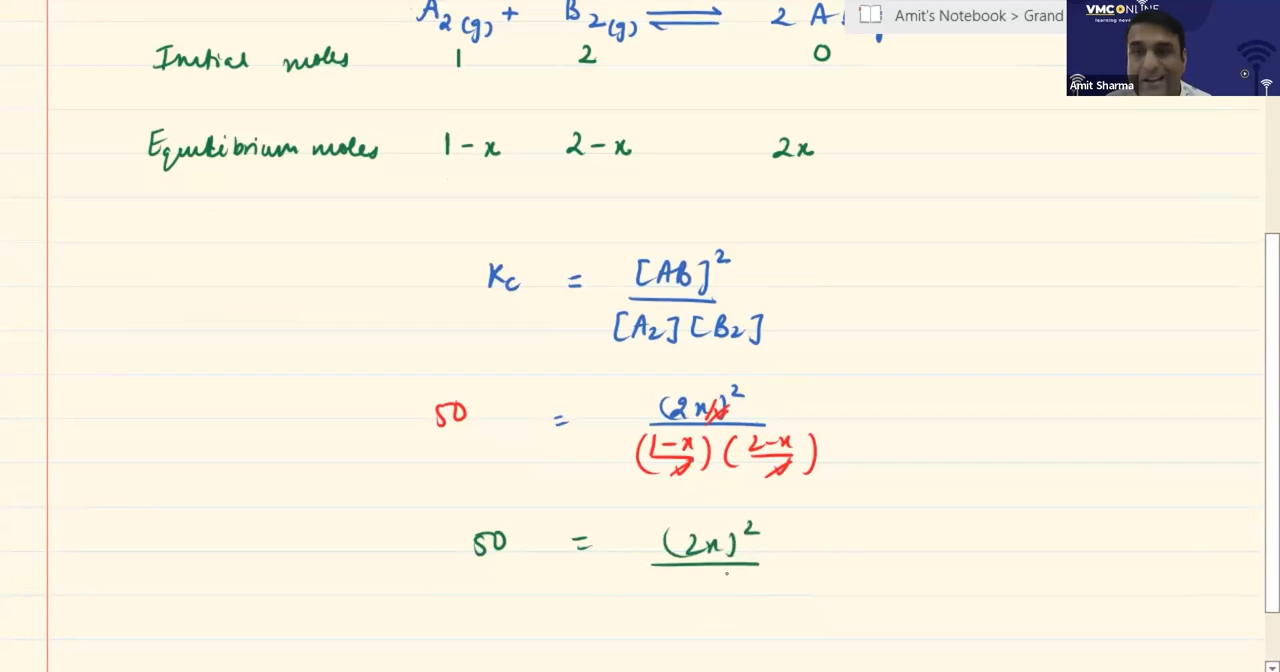 A₂(g) + B₂(g) ⇌ 2 A
Amit's Notebook > Grand
VMC ONLINE
Amit Sharma
Initial moles 1 2 0
Equilibrium moles 1 - x 2 - x 2x
Kc = [AB]² / [A₂] [B₂]
50 = (2x/v)² / (1-x/v) (2-x/v)
50 = (2x)²